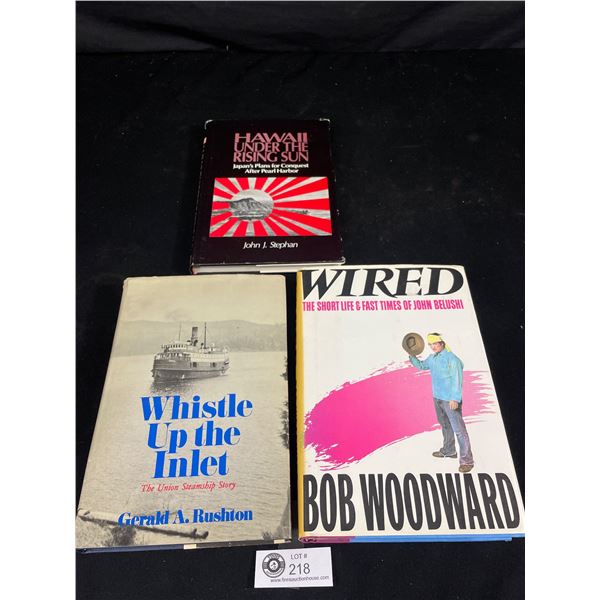 HAWAII
UNDER THE
RISING SUN
Japan's Plans for Conquest
After Pearl Harbor
John J. Stephan
Whistle
Up the
Inlet
The Union Steamship Story
Gerald A. Rushton
WIRED
THE SHORT LIFE & FAST TIMES OF JOHN BELUSHI
BOB WOODWARD
LOT #
218
www.finnsauctionhouse.com